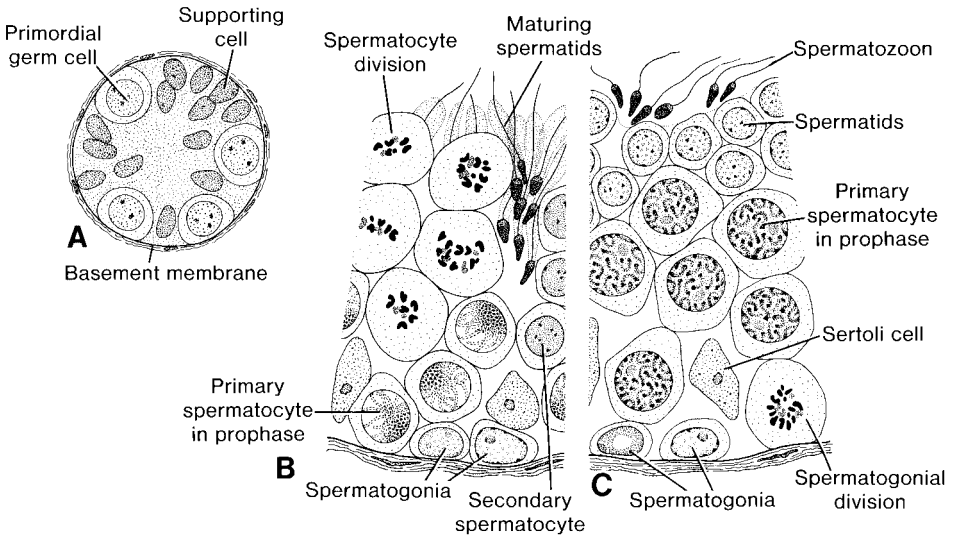 Primordial
germ cell
Supporting
cell
A
Basement membrane
Spermatocyte
division
Maturing
spermatids
Primary
spermatocyte
in prophase
B
Spermatogonia
Secondary
spermatocyte
Spermatozoon
Spermatids
Primary
spermatocyte
in prophase
Sertoli cell
C
Spermatogonia
Spermatogonial
division